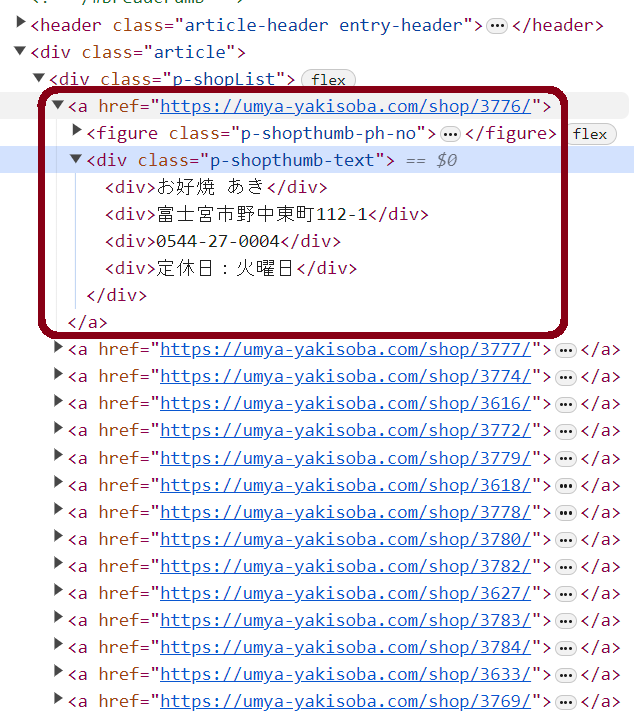 <header class="article-header entry-header">…</header>
<div class="article">
<div class="p-shopList"> flex
<a href="https://umya-yakisoba.com/shop/3776/">
<figure class="p-shopthumb-ph-no">…</figure> flex
<div class="p-shopthumb-text"> == $0
<div>お好焼 あき</div>
<div>富士宮市野中東町112-1</div>
<div>0544-27-0004</div>
<div>定休日：火曜日</div>
</div>
</a>
<a href="https://umya-yakisoba.com/shop/3777/">…</a>
<a href="https://umya-yakisoba.com/shop/3774/">…</a>
<a href="https://umya-yakisoba.com/shop/3616/">…</a>
<a href="https://umya-yakisoba.com/shop/3772/">…</a>
<a href="https://umya-yakisoba.com/shop/3779/">…</a>
<a href="https://umya-yakisoba.com/shop/3618/">…</a>
<a href="https://umya-yakisoba.com/shop/3778/">…</a>
<a href="https://umya-yakisoba.com/shop/3780/">…</a>
<a href="https://umya-yakisoba.com/shop/3782/">…</a>
<a href="https://umya-yakisoba.com/shop/3627/">…</a>
<a href="https://umya-yakisoba.com/shop/3783/">…</a>
<a href="https://umya-yakisoba.com/shop/3784/">…</a>
<a href="https://umya-yakisoba.com/shop/3633/">…</a>
<a href="https://umya-yakisoba.com/shop/3769/">…</a>